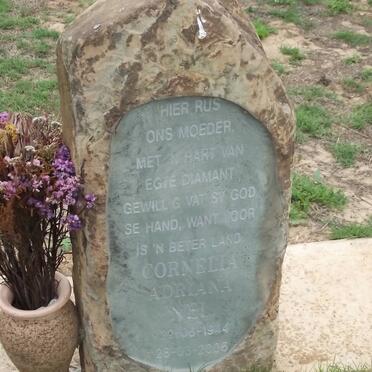 HIER RUS
ONS MOEDER,
MET 'N HART VAN
EGTE DIAMANT,
GEWILLIG VAT SY GOD
SE HAND, WANT OOR
IS 'N BETER LAND
CORNELIA
ADRIANA
NEL